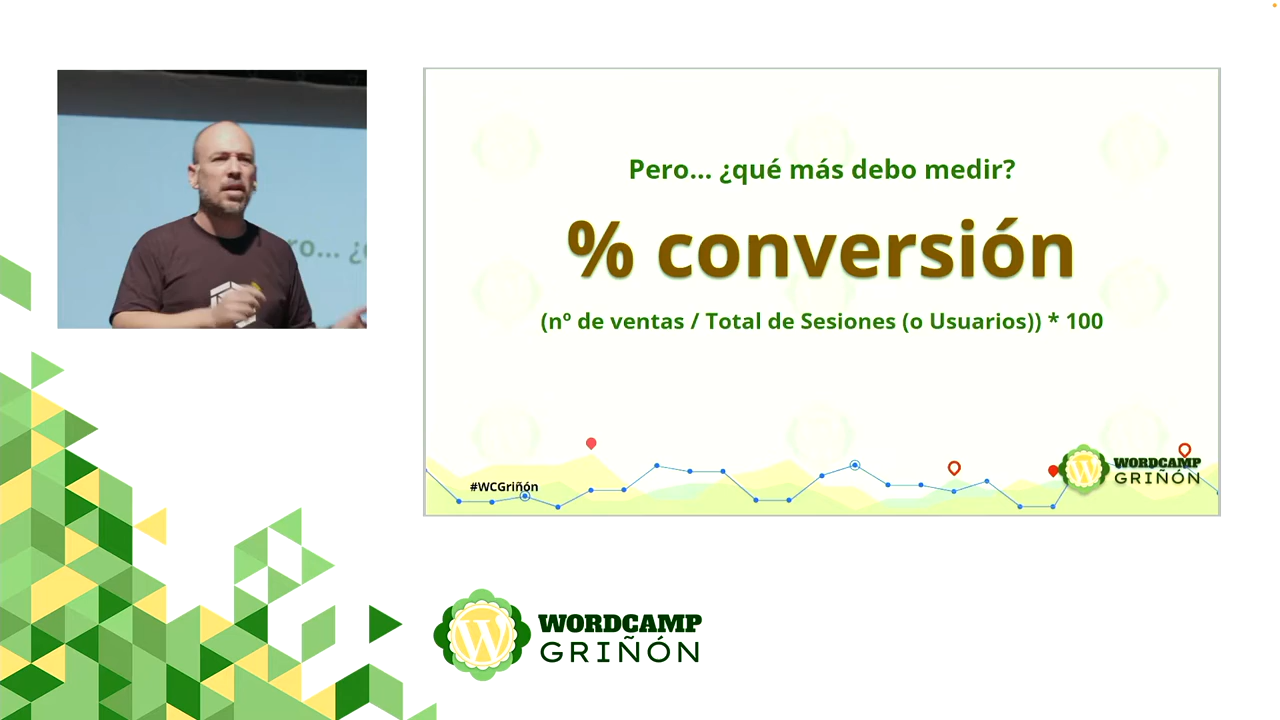 ro... ¿
Pero... ¿qué más debo medir?
% conversión
(nº de ventas / Total de Sesiones (o Usuarios)) * 100
#WCGriñón
WORDCAMP
GRIÑÓN
WORDCAMP
GRIÑÓN